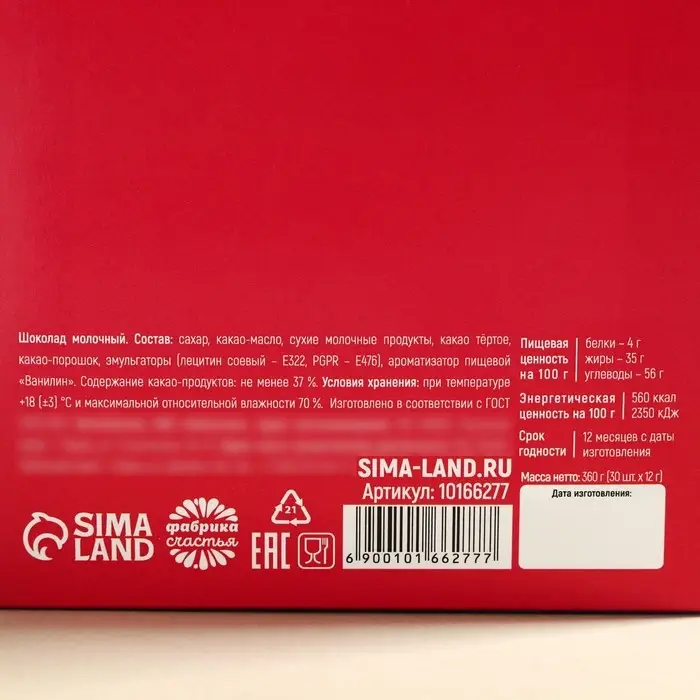 Шоколад молочный. Состав: сахар, какао-масло, сухие молочные продукты, какао тёртое,
какао-порошок, эмульгаторы (лецитин соевый – Е322, PGPR – Е476), ароматизатор пищевой
«Ванилин». Содержание какао-продуктов: не менее 37 %. Условия хранения: при температуре
+18 (±3) °С и максимальной относительной влажности 70 %. Изготовлено в соответствии с ГОСТ
SIMA-LAND.RU
Артикул: 10166277
SIMA
LAND
фабрика
счастья
21
EAC
6 900101 662777
Пищевая
ценность
на 100 г
белки – 4 г
жиры – 35 г
углеводы – 56 г
Энергетическая
ценность на 100 г
560 ккал
2350 кДж
Срок
годности
12 месяцев с даты
изготовления
Масса нетто: 360 г (30 шт. х 12 г)
Дата изготовления: